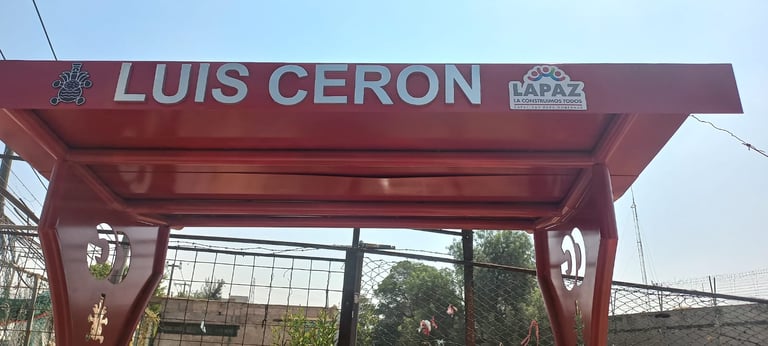 LUIS CERON
LAPAZ
LA CONSTRUIMOS TODOS